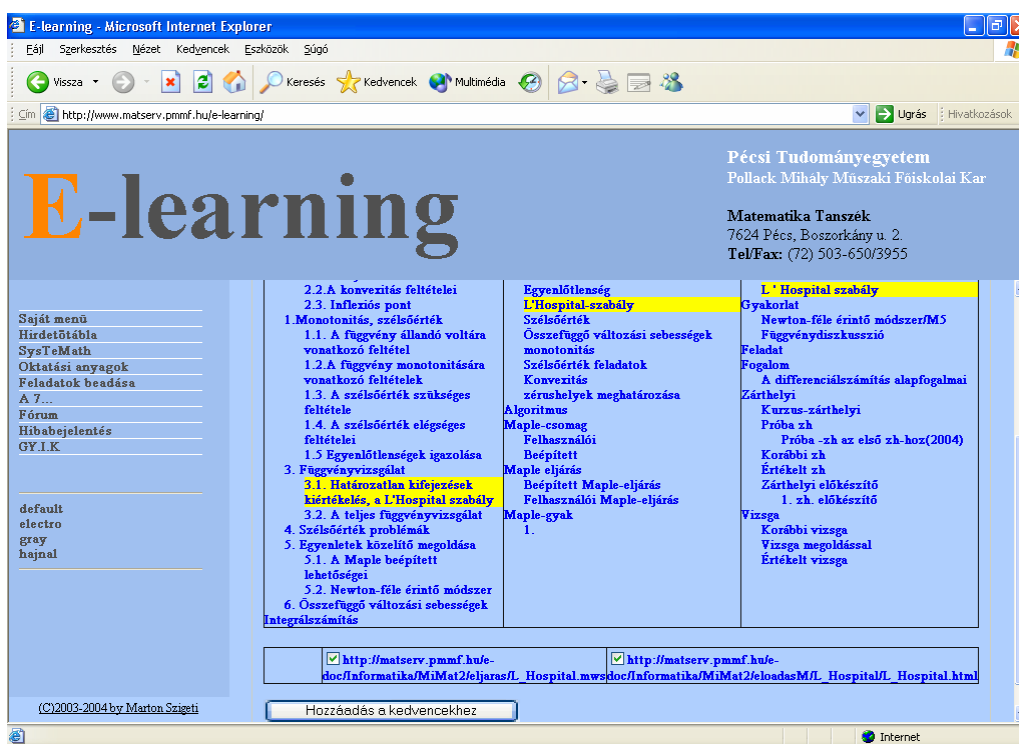 E-learning - Microsoft Internet Explorer
Fájl Szerkesztés Nézet Kedvencek Eszközök Súgó
Vissza Keresés Kedvencek Multimédia
Cím http://www.matserv.pmmf.hu/e-learning/ Ugrás Hivatkozások
E-learning
Pécsi Tudományegyetem
Pollack Mihály Műszaki Főiskolai Kar
Matematika Tanszék
7624 Pécs, Boszorkány u. 2.
Tel/Fax: (72) 503-650/3955
Saját menü
Hirdetőtábla
SysTeMath
Oktatási anyagok
Feladatok beadása
A 7...
Fórum
Hibabejelentés
GY.I.K
default
electro
gray
hajnal
(C)2003-2004 by Marton Szigeti
2.2.A konvexitás feltételei
2.3. Inflexiós pont
1.Monotonitás, szélsőérték
1.1. A függvény állandó voltára
vonatkozó feltétel
1.2.A függvény monotonitására
vonatkozó feltételek
1.3. A szélsőérték szükséges
feltétele
1.4. A szélsőérték elégséges
feltételei
1.5 Egyenlőtlenségek igazolása
3. Függvényvizsgálat
3.1. Határozatlan kifejezések
kiértékelés, a L'Hospital szabály
3.2. A teljes függvényvizsgálat
4. Szélsőérték problémák
5. Egyenletek közelítő megoldása
5.1. A Maple beépített
lehetőségei
5.2. Newton-féle érintő módszer
6. Összefüggő változási sebességek
Integrálszámítás
Egyenlőtlenség
L'Hospital-szabály
Szélsőérték
Összefüggő változási sebességek
monotonitás
Szélsőérték feladatok
Konvexitás
zérushelyek meghatározása
Algoritmus
Maple-csomag
Felhasználói
Beépített
Maple eljárás
Beépített Maple-eljárás
Felhasználói Maple-eljárás
Maple-gyak
1.
L ' Hospital szabály
Gyakorlat
Newton-féle érintő módszer/M5
Függvénydiszkusszió
Feladat
Fogalom
A differenciálszámítás alapfogalmai
Zárthelyi
Kurzus-zárthelyi
Próba zh
Próba -zh az első zh-hoz(2004)
Korábbi zh
Értékelt zh
Zárthelyi előkészítő
1. zh. előkészítő
Vizsga
Korábbi vizsga
Vizsga megoldással
Értékelt vizsga
http://matserv.pmmf.hu/e-
doc/Informatika/MiMat2/eljaras/L_Hospital.mws
http://matserv.pmmf.hu/e-
doc/Informatika/MiMat2/eloadasM/L_Hospital/L_Hospital.html
Hozzáadás a kedvencekhez
Internet